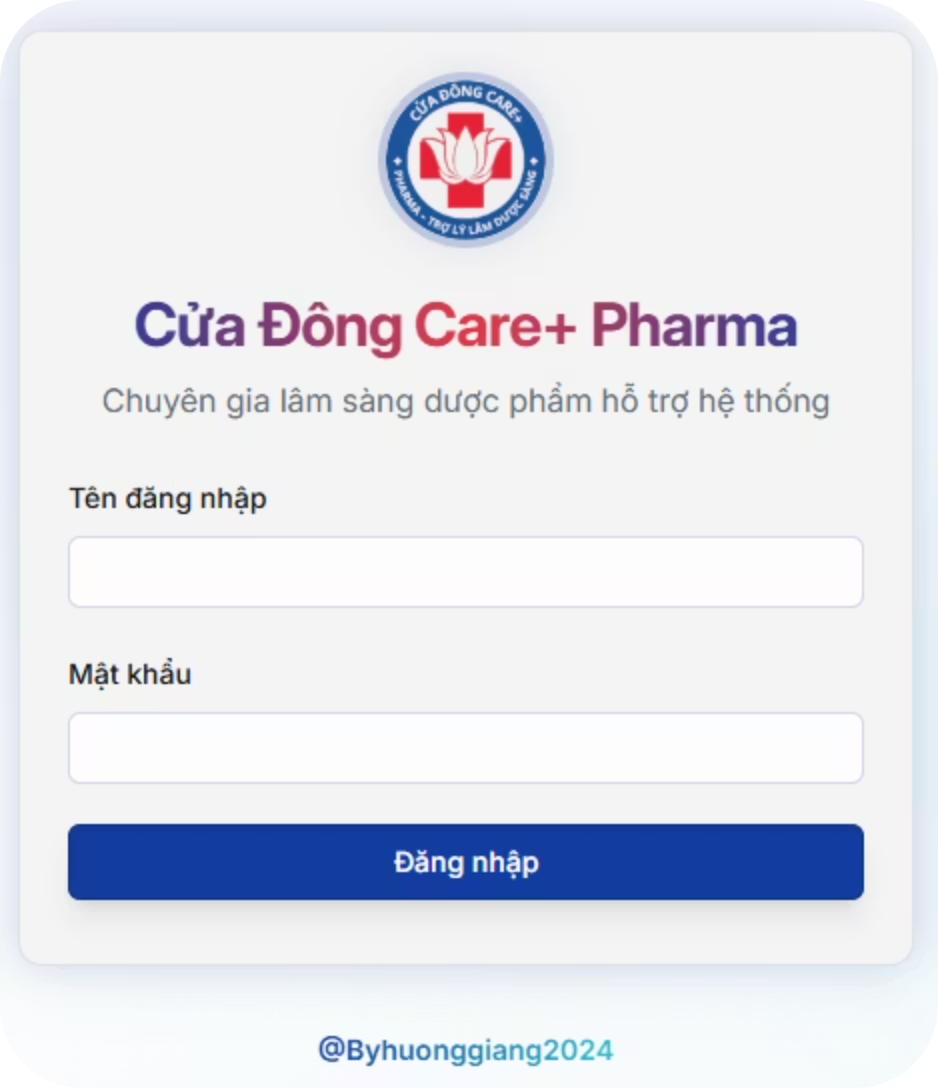 CỬA ĐÔNG CARE+
PHARMA - TRỢ LÝ LÂM DƯỢC SÀNG
Cửa Đông Care+ Pharma
Chuyên gia lâm sàng dược phẩm hỗ trợ hệ thống
Tên đăng nhập
Mật khẩu
Đăng nhập
@Byhuonggiang2024